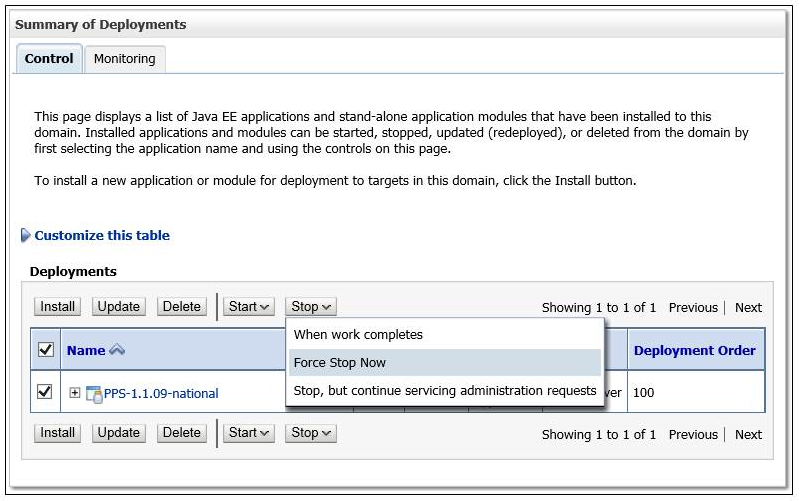 Summary of Deployments
Control Monitoring
This page displays a list of Java EE applications and stand-alone application modules that have been installed to this
domain. Installed applications and modules can be started, stopped, updated (redeployed), or deleted from the domain by
first selecting the application name and using the controls on this page.
To install a new application or module for deployment to targets in this domain, click the Install button.
Customize this table
Deployments
Install Update Delete Start Stop Showing 1 to 1 of 1 Previous Next
When work completes
Name Force Stop Now Deployment Order
PPS-1.1.09-national Stop, but continue servicing administration requests 100
Install Update Delete Start Stop Showing 1 to 1 of 1 Previous Next